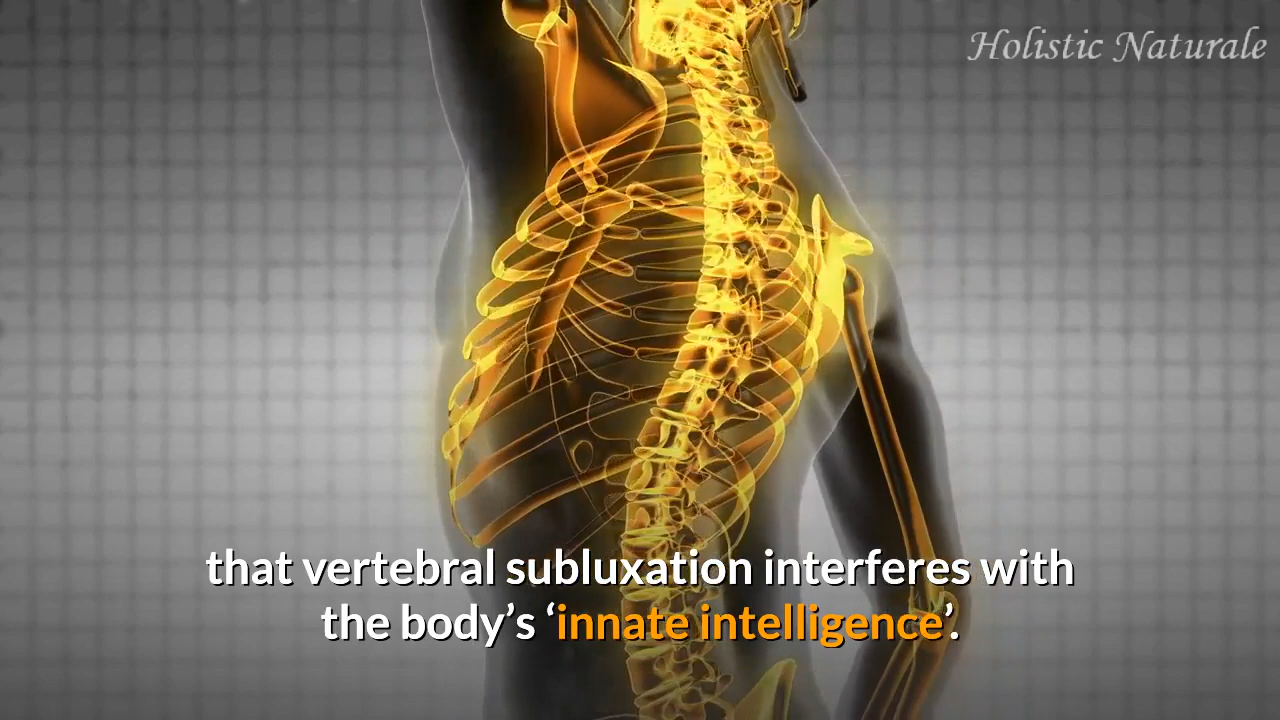 Holistic Naturale
that vertebral subluxation interferes with
the body’s ‘innate intelligence’.